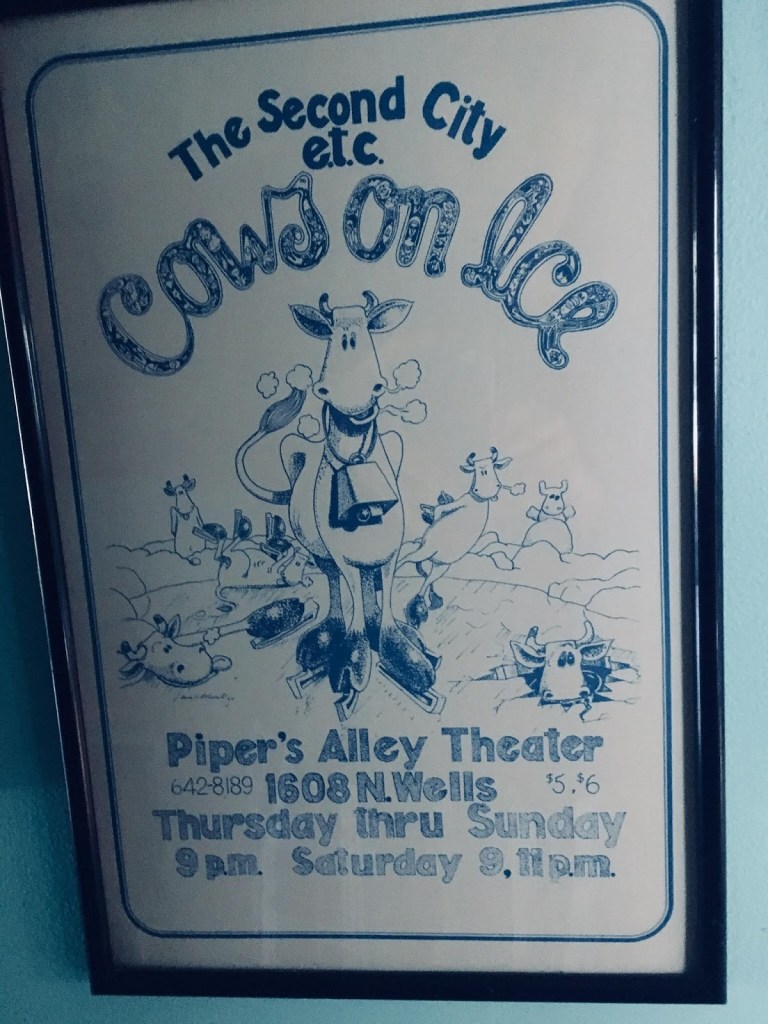 The Second City
e.t.c.
Cows on Ice
Piper's Alley Theater
642-8189 1608 N. Wells $5, $6
Thursday thru Sunday
9 p.m. Saturday 9, 11 p.m.